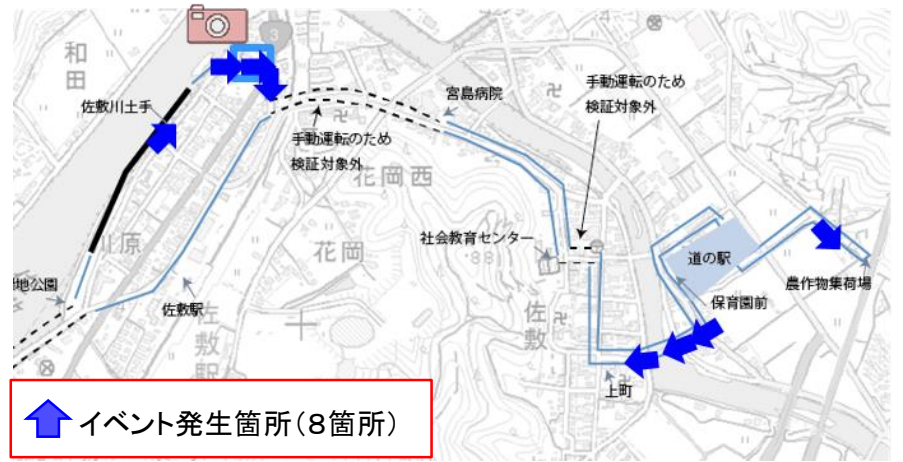 3
和田
佐敷川土手
手動運転のため
検証対象外
宮島病院
手動運転のため
検証対象外
花岡西
川原
花岡
社会教育センター
88
道の駅
地公園
佐敷駅
佐敷
農作物集荷場
保育園前
佐敷駅
上町
イベント発生箇所(8箇所)